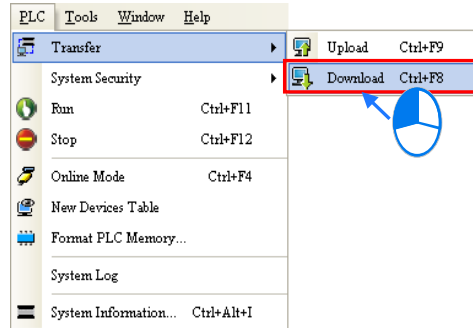 PLC Tools Window Help
Transfer Upload Ctrl+F9
System Security Download Ctrl+F8
Run Ctrl+F11
Stop Ctrl+F12
Online Mode Ctrl+F4
New Devices Table
Format PLC Memory...
System Log
System Information... Ctrl+Alt+I